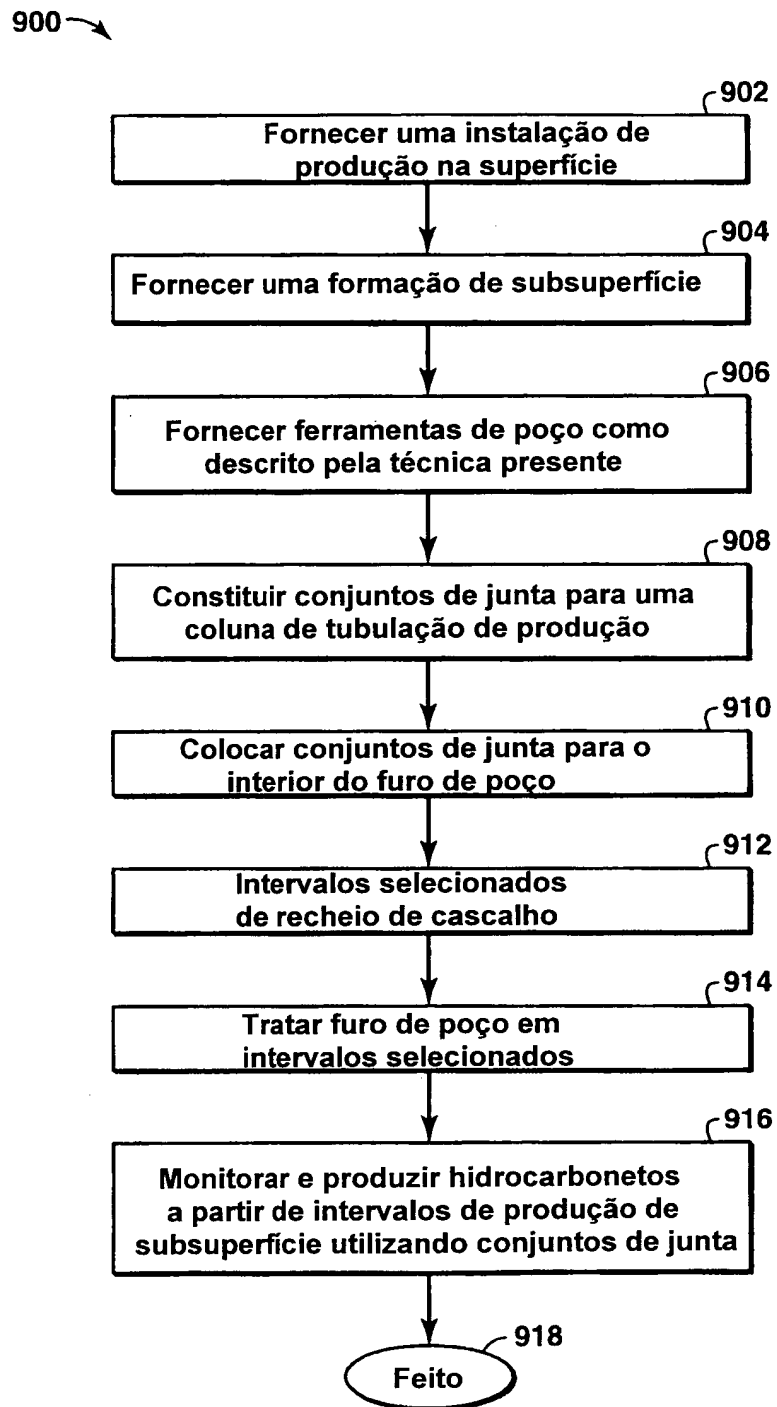 900
902
Fornecer uma instalação de
produção na superfície
904
Fornecer uma formação de subsuperfície
906
Fornecer ferramentas de poço como
descrito pela técnica presente
908
Constituir conjuntos de junta para uma
coluna de tubulação de produção
910
Colocar conjuntos de junta para o
interior do furo de poço
912
Intervalos selecionados
de recheio de cascalho
914
Tratar furo de poço em
intervalos selecionados
916
Monitorar e produzir hidrocarbonetos
a partir de intervalos de produção de
subsuperfície utilizando conjuntos de junta
918
Feito